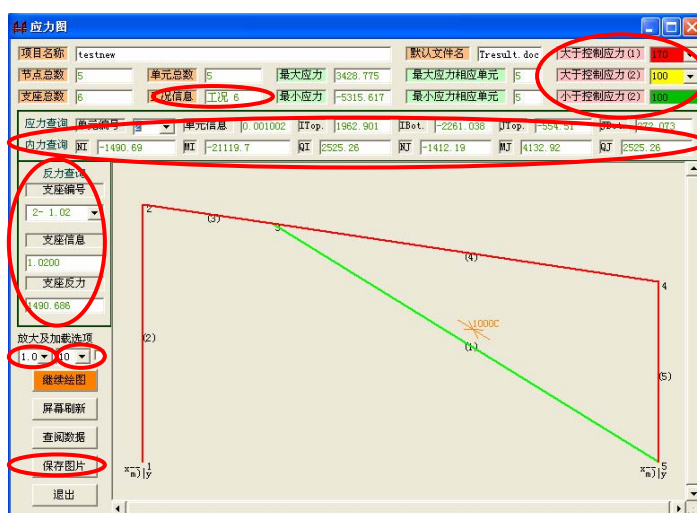 应力图
项目名称 testnew 默认文件名 Tresult.doc 大于控制应力(1) 170
节点总数 5 单元总数 5 最大应力 3428.775 最大应力相应单元 5 大于控制应力(2) 100
支座总数 6 工况信息 工况 6 最小应力 -5315.617 最小应力相应单元 5 小于控制应力(2) 100
应力查询 单元编号 单元信息 0.001002 ITop. 1962.901 IBot. -2261.038 JTop. -554.51 JBot. 272.073
内力查询 NI -1490.69 MI -21119.7 QI 2525.26 NJ -1412.19 MJ 4132.92 QJ 2525.26
反力查询
支座编号
2- 1.02
支座信息
1.0200
支座反力
1490.686
放大及加载选项
1.0 10
继续绘图
屏幕刷新
查阅数据
保存图片
退出
2
(3)
3
(4)
4
1000C
(2)
(1)
(5)
1
5